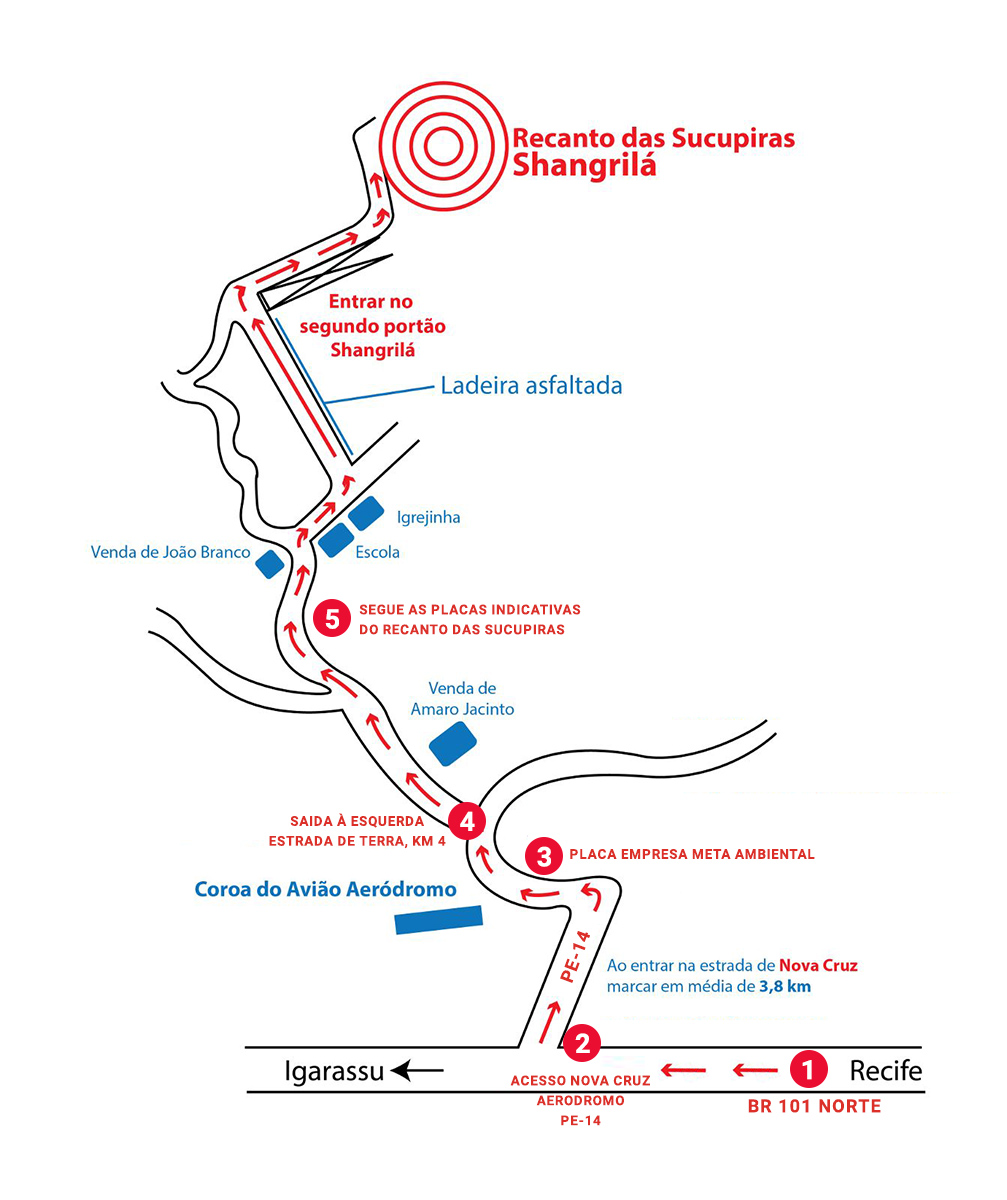 Recanto das Sucupiras
Shangrilá
Entrar no
segundo portão
Shangrilá
Ladeira asfaltada
Igrejinha
Escola
Venda de João Branco
5
SEGUE AS PLACAS INDICATIVAS
DO RECANTO DAS SUCUPIRAS
Venda de
Amaro Jacinto
4
SAIDA À ESQUERDA
ESTRADA DE TERRA, KM 4
3
PLACA EMPRESA META AMBIENTAL
Coroa do Avião Aeródromo
PE-14
Ao entrar na estrada de Nova Cruz
marcar em média de 3,8 km
2
Igarassu
ACESSO NOVA CRUZ
AERODROMO
PE-14
1
Recife
BR 101 NORTE